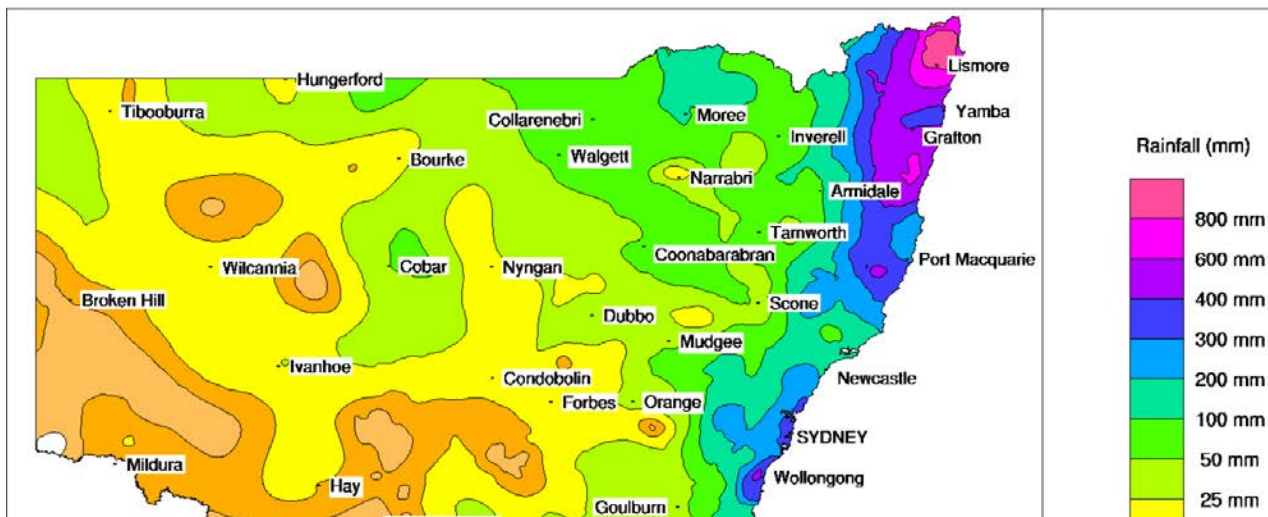 Hungerford
Lismore
Tibooburra
Collarenebri
Moree
Yamba
Inverell
Grafton
Bourke
Walgett
Rainfall (mm)
Narrabri
Armidale
800 mm
Tamworth
Coonabarabran
600 mm
Wilcannia
Cobar
Nyngan
Port Macquarie
Broken Hill
400 mm
Scone
Dubbo
300 mm
Mudgee
Ivanhoe
200 mm
Condobolin
Newcastle
Forbes
Orange
100 mm
SYDNEY
50 mm
Mildura
Hay
Wollongong
25 mm
Goulburn